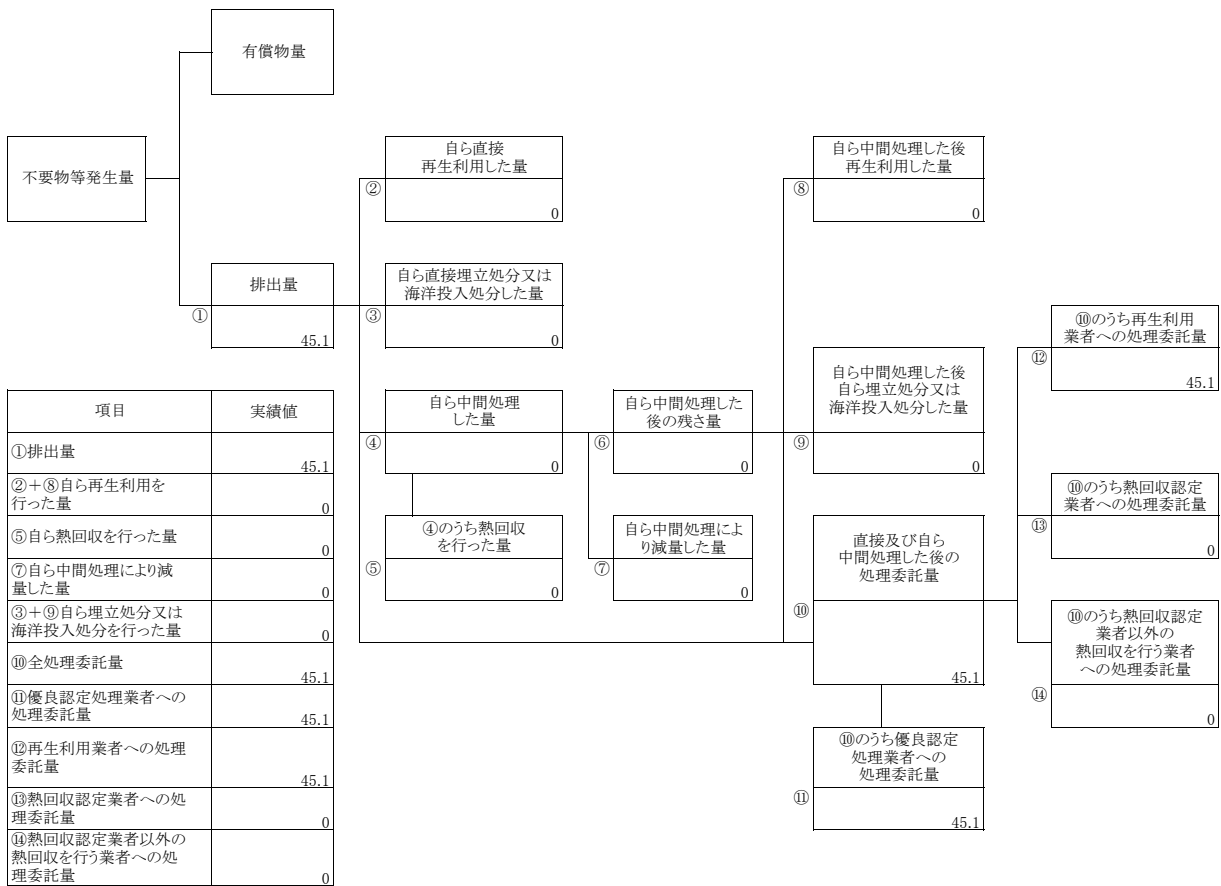 有償物量
不要物等発生量
排出量
①
45.1
自ら直接
再生利用した量
②
0
自ら直接埋立処分又は
海洋投入処分した量
③
0
自ら中間処理
した量
④
0
④のうち熱回収
を行った量
⑤
0
自ら中間処理した
後の残さ量
⑥
0
自ら中間処理によ
り減量した量
⑦
0
自ら中間処理した後
再生利用した量
⑧
0
自ら中間処理した後
自ら埋立処分又は
海洋投入処分した量
⑨
0
直接及び自ら
中間処理した後の
処理委託量
⑩
45.1
⑩のうち優良認定
処理業者への
処理委託量
⑪
45.1
⑩のうち再生利用
業者への処理委託量
⑫
45.1
⑩のうち熱回収認定
業者への処理委託量
⑬
0
⑩のうち熱回収認定
業者以外の
熱回収を行う業者
への処理委託量
⑭
0
項目 実績値
①排出量
45.1
②+⑧自ら再生利用を
行った量
0
⑤自ら熱回収を行った量
0
⑦自ら中間処理により減
量した量
0
③+⑨自ら埋立処分又は
海洋投入処分を行った量
0
⑩全処理委託量
45.1
⑪優良認定処理業者への
処理委託量
45.1
⑫再生利用業者への処理
委託量
45.1
⑬熱回収認定業者への処
理委託量
0
⑭熱回収認定業者以外の
熱回収を行う業者への処
理委託量
0